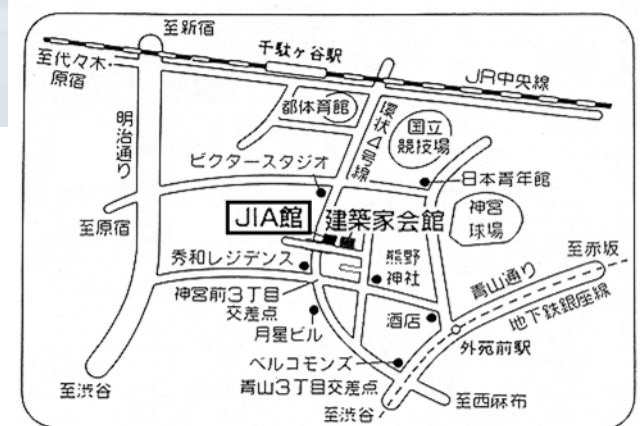 至新宿
千駄ヶ谷駅
至代々木・
原宿
JR中央線
明治通り
都体育館
環状4号線
国立
競技場
ビクタースタジオ
日本青年館
至原宿
JIA館
建築家会館
神宮
球場
秀和レジデンス
熊野
神社
至赤坂
青山通り
地下鉄銀座線
神宮前3丁目
交差点
月星ビル
酒店
外苑前駅
ベルコモンズ
青山3丁目交差点
至渋谷
至渋谷
至西麻布